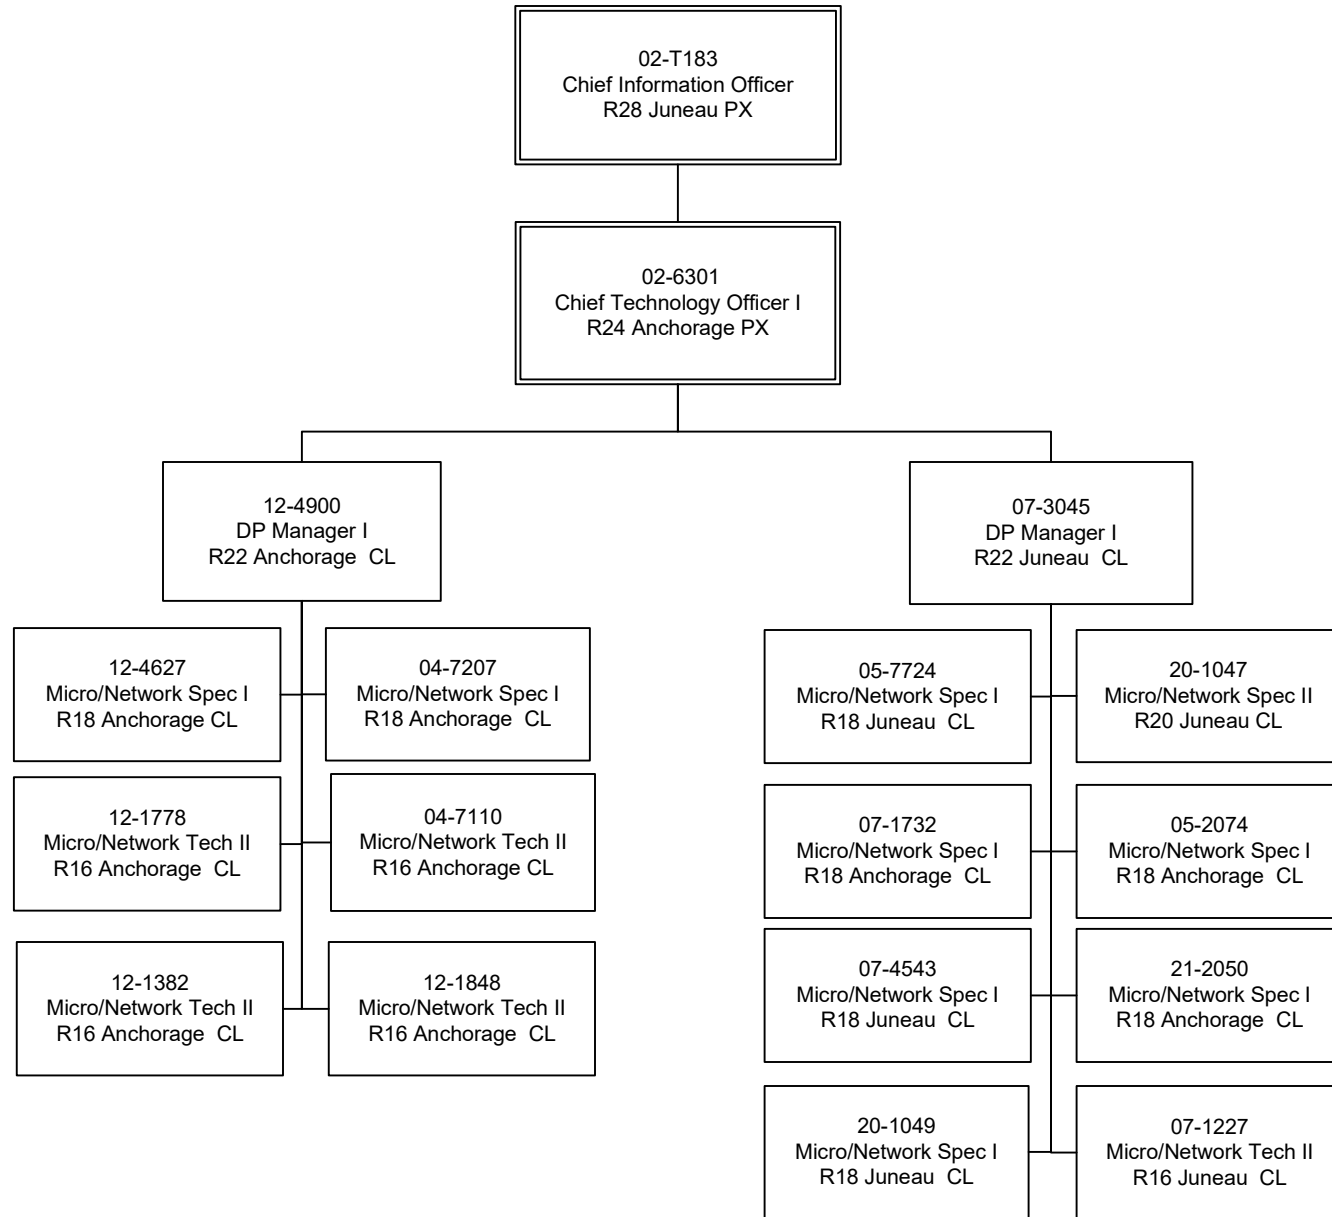 02-T183
Chief Information Officer
R28 Juneau PX
02-6301
Chief Technology Officer I
R24 Anchorage PX
12-4900
DP Manager I
R22 Anchorage  CL
07-3045
DP Manager I
R22 Juneau  CL
12-4627
Micro/Network Spec I
R18 Anchorage CL
04-7207
Micro/Network Spec I
R18 Anchorage  CL
05-7724
Micro/Network Spec I
R18 Juneau  CL
20-1047
Micro/Network Spec II
R20 Juneau CL
12-1778
Micro/Network Tech II
R16 Anchorage  CL
04-7110
Micro/Network Tech II
R16 Anchorage CL
07-1732
Micro/Network Spec I
R18 Anchorage  CL
05-2074
Micro/Network Spec I
R18 Anchorage  CL
12-1382
Micro/Network Tech II
R16 Anchorage  CL
12-1848
Micro/Network Tech II
R16 Anchorage  CL
07-4543
Micro/Network Spec I
R18 Juneau  CL
21-2050
Micro/Network Spec I
R18 Anchorage  CL
20-1049
Micro/Network Spec I
R18 Juneau  CL
07-1227
Micro/Network Tech II
R16 Juneau  CL